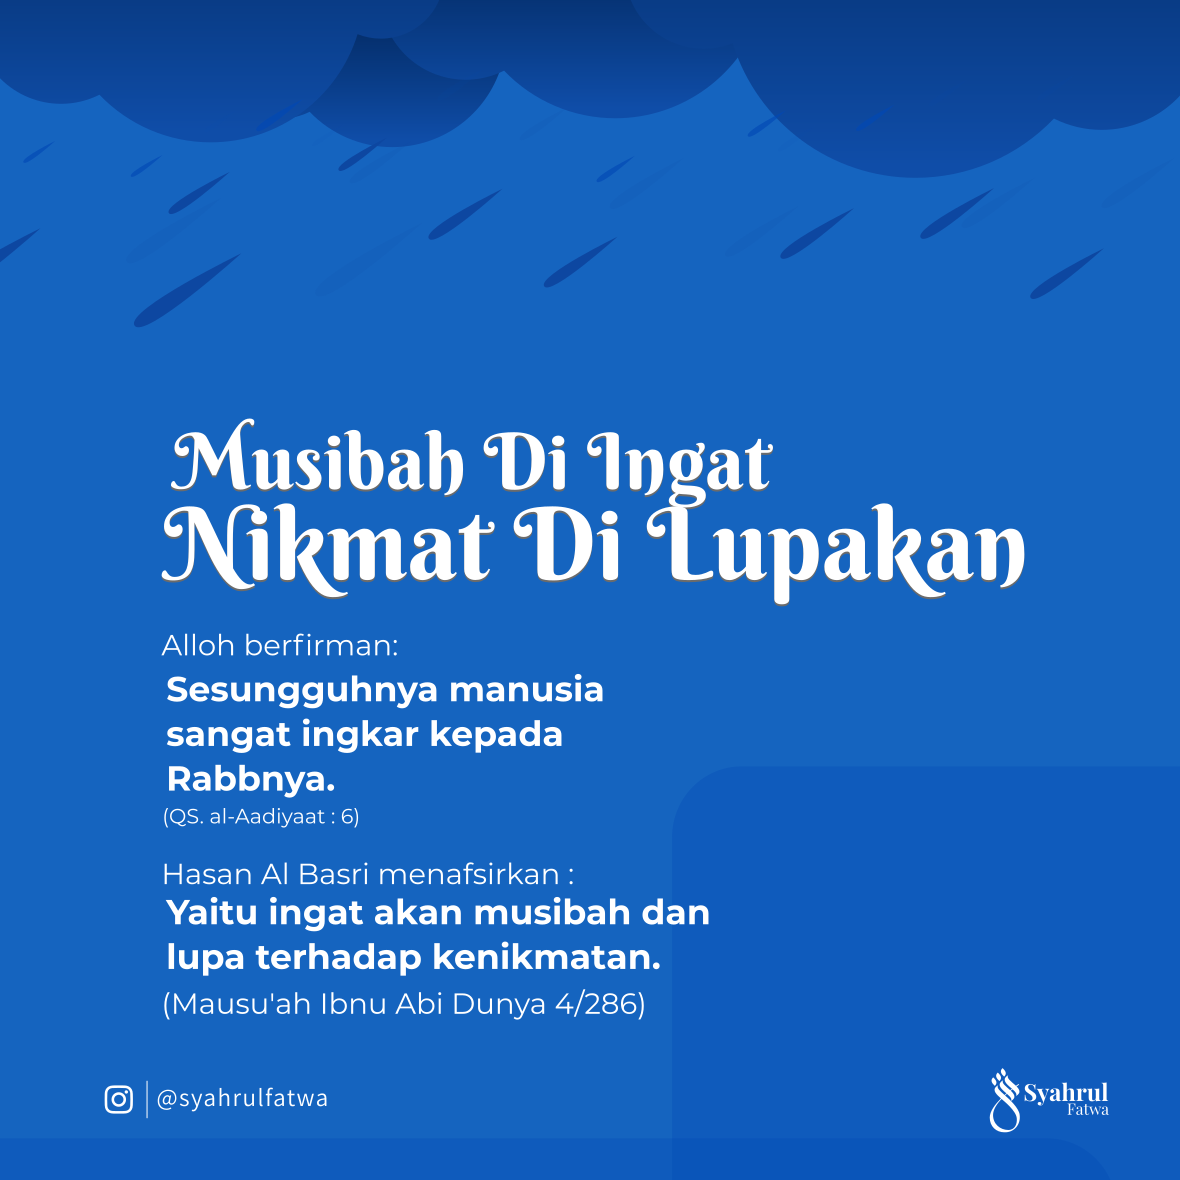 Musibah Di Ingat
Nikmat Di Lupakan
Alloh berfirman:
Sesungguhnya manusia
sangat ingkar kepada
Rabbnya.
(QS. al-Aadiyaat : 6)
Hasan Al Basri menafsirkan :
Yaitu ingat akan musibah dan
lupa terhadap kenikmatan.
(Mausu'ah Ibnu Abi Dunya 4/286)
@syahrulfatwa
Syahrul
Fatwa